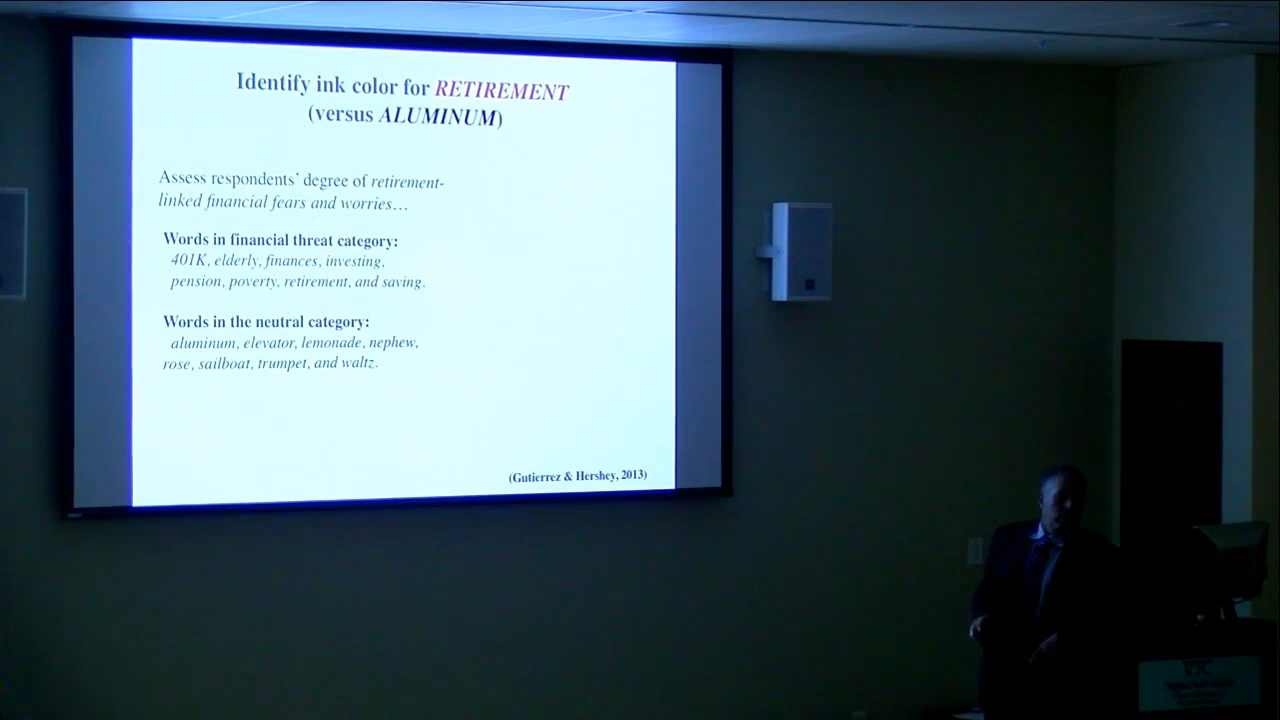 Identify ink color for RETIREMENT
(versus ALUMINUM)
Assess respondents' degree of retirement-
linked financial fears and worries…
Words in financial threat category:
401K, elderly, finances, investing,
pension, poverty, retirement, and saving.
Words in the neutral category:
aluminum, elevator, lemonade, nephew,
rose, sailboat, trumpet, and waltz.
(Gutierrez & Hershey, 2013)
VTC